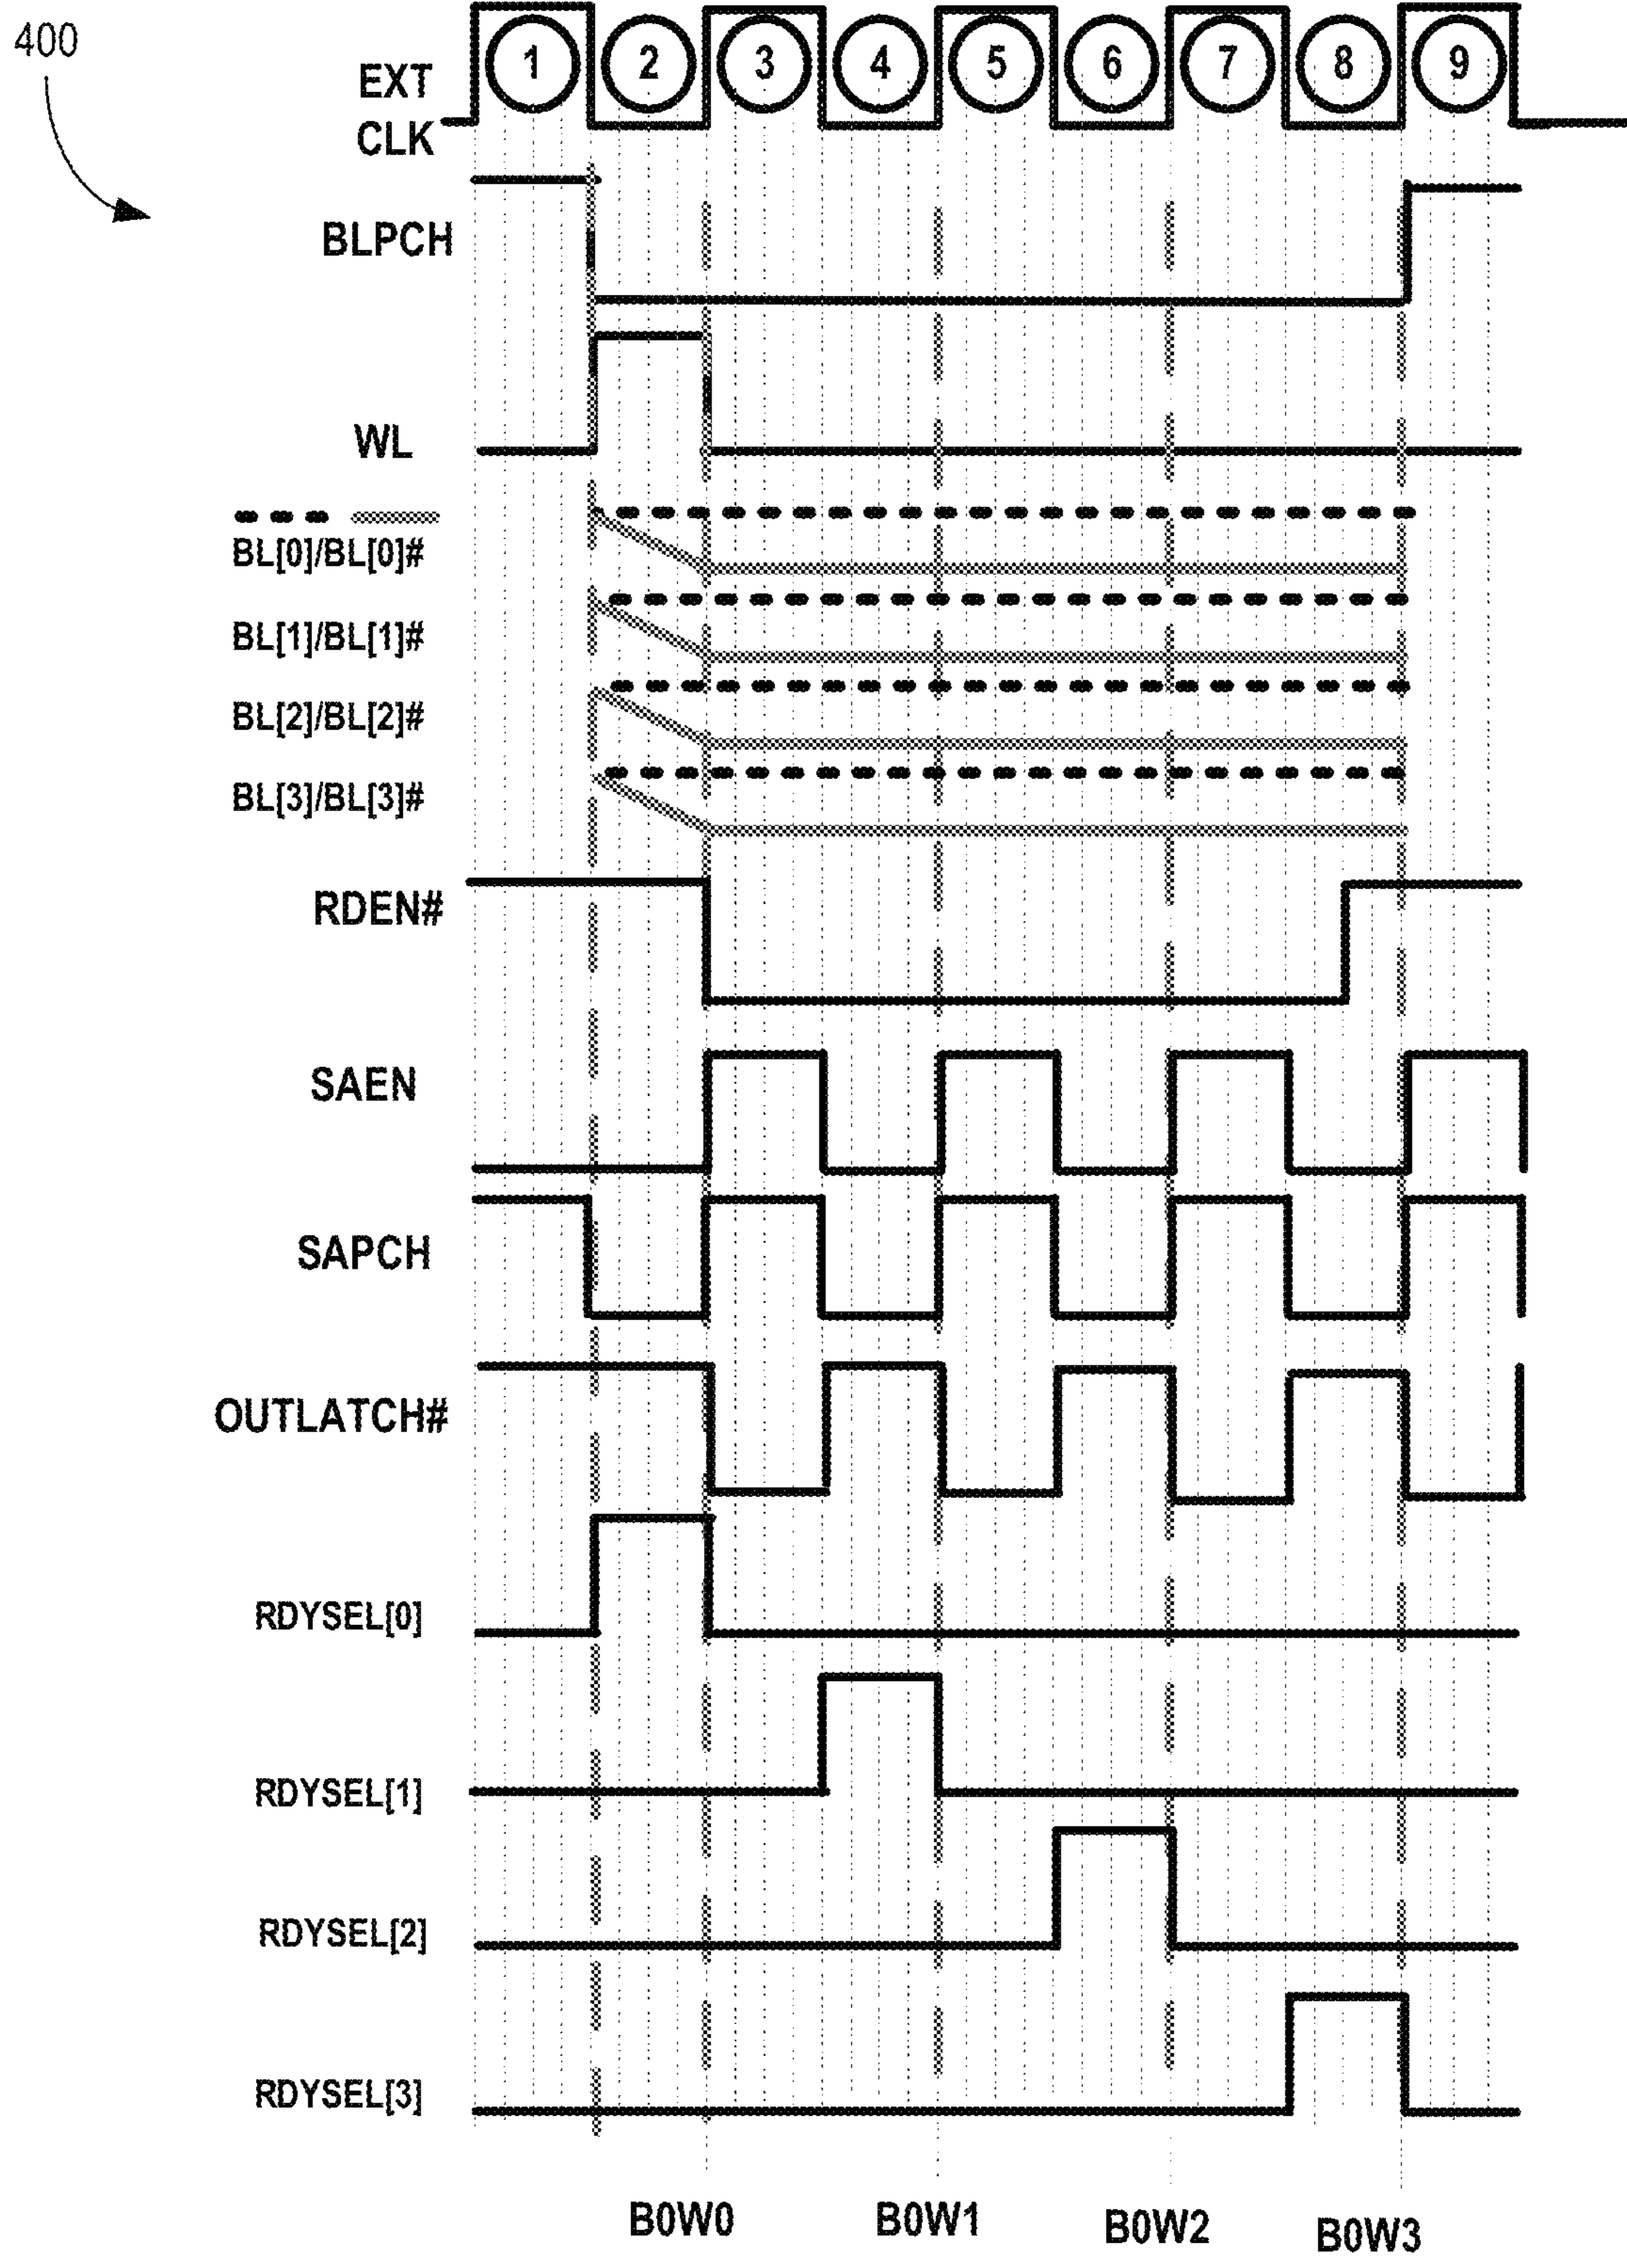 400
1 2 3 4 5 6 7 8 9
EXT
CLK
BLPCH
WL
BL[0]/BL[0]#
BL[1]/BL[1]#
BL[2]/BL[2]#
BL[3]/BL[3]#
RDEN#
SAEN
SAPCH
OUTLATCH#
RDYSEL[0]
RDYSEL[1]
RDYSEL[2]
RDYSEL[3]
B0W0 B0W1 B0W2 B0W3